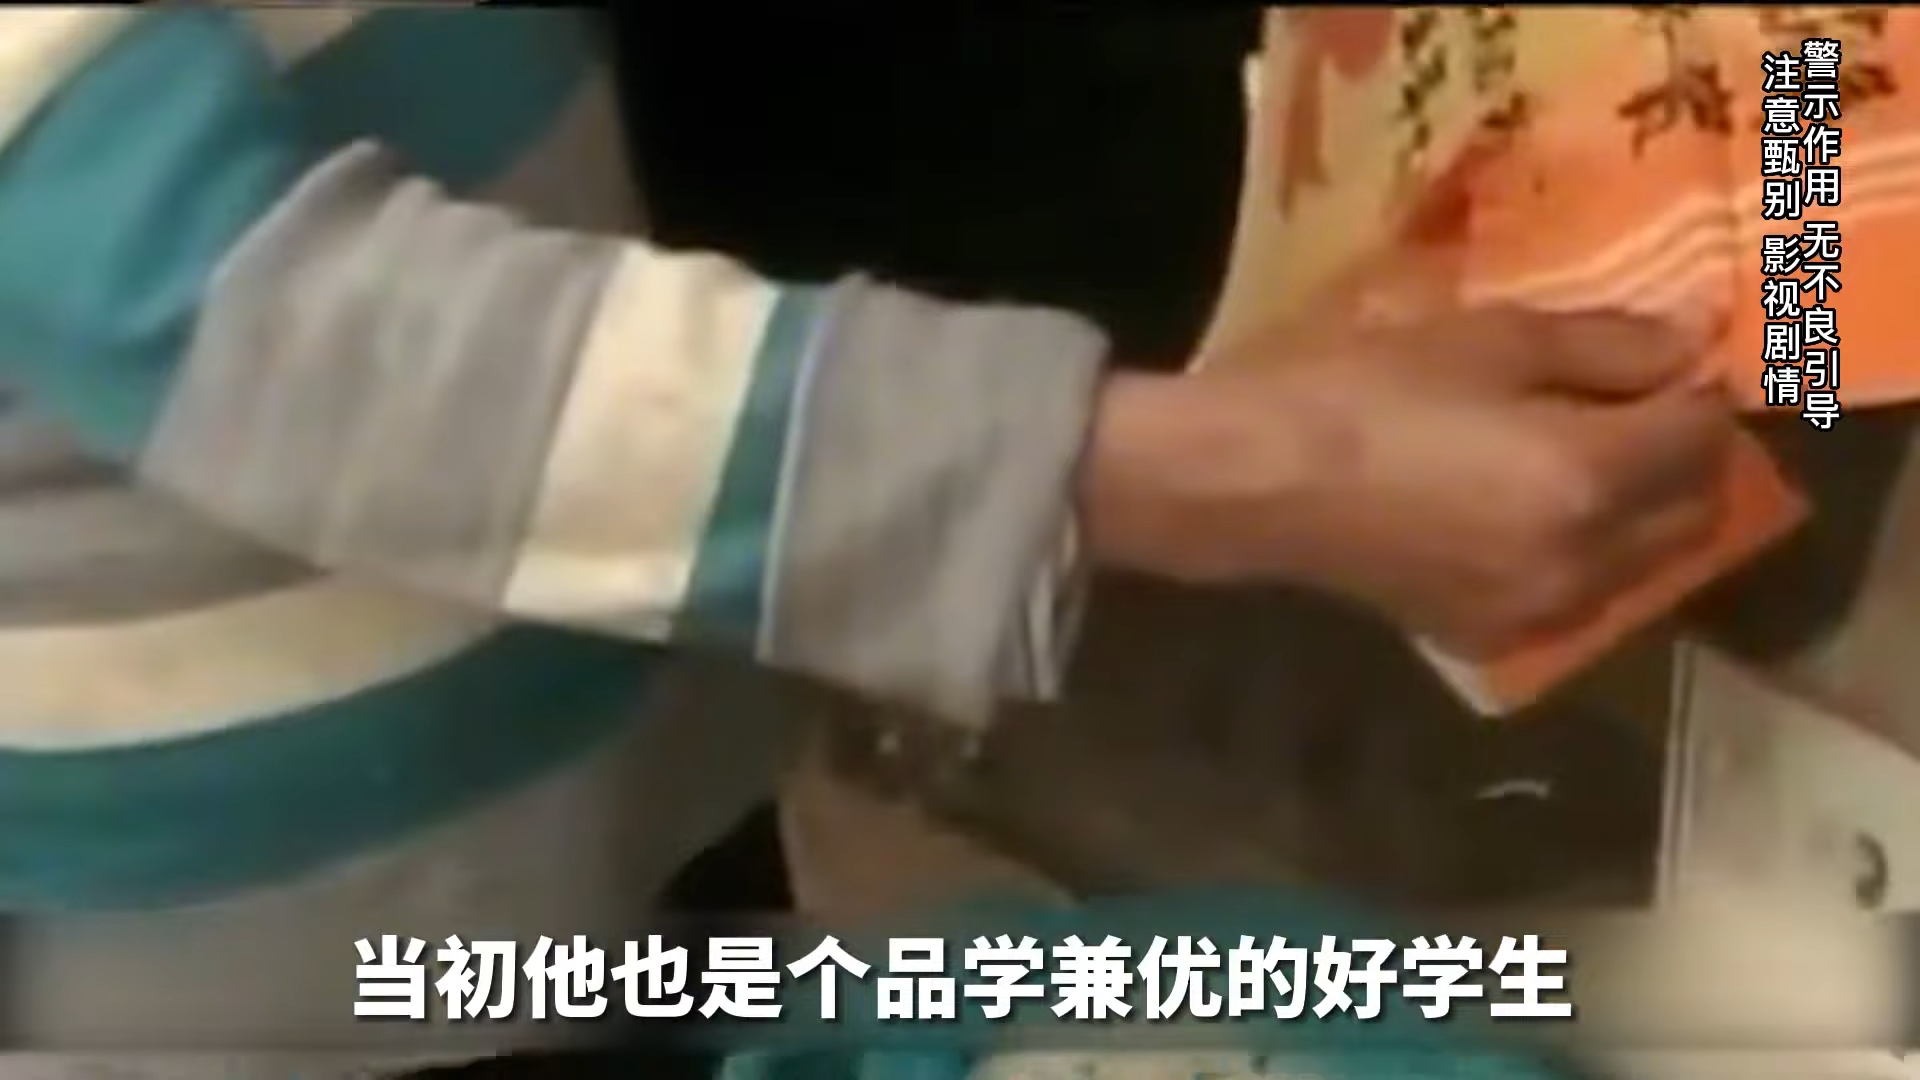 警示作用 无不良引导
注意甄别 影视剧情
当初他也是个品学兼优的好学生